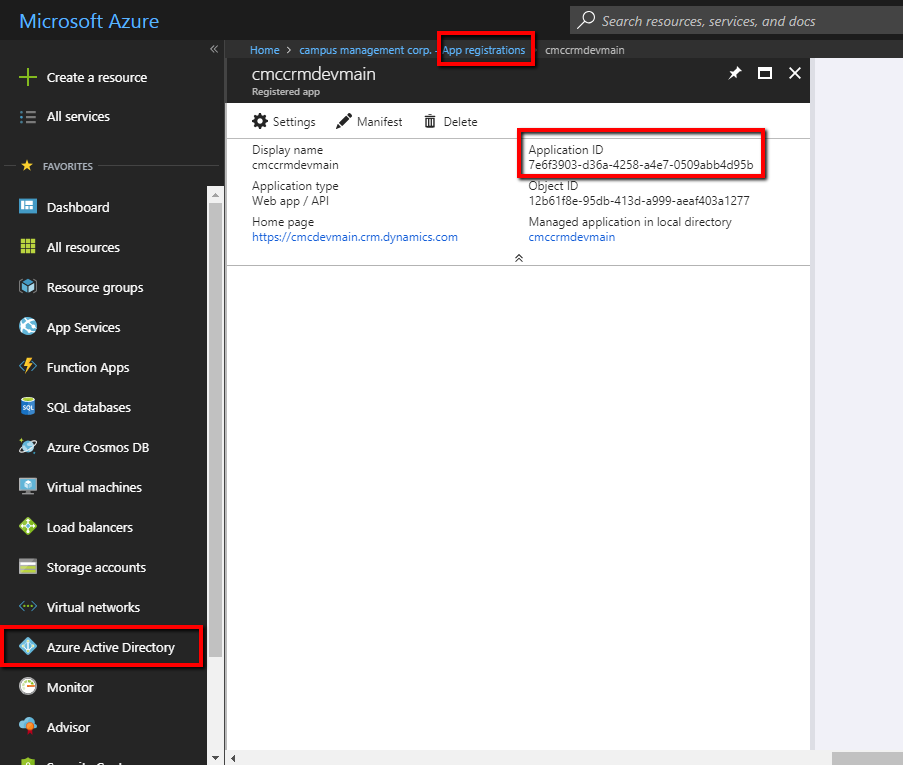 Microsoft Azure
Search resources, services, and docs
Home > campus management corp. - App registrations cmccrmdevmain
Create a resource
All services
FAVORITES
Dashboard
All resources
Resource groups
App Services
Function Apps
SQL databases
Azure Cosmos DB
Virtual machines
Load balancers
Storage accounts
Virtual networks
Azure Active Directory
Monitor
Advisor
cmccrmdevmain
Registered app
Settings Manifest Delete
Display name
cmccrmdevmain
Application type
Web app / API
Home page
https://cmcdevmain.crm.dynamics.com
Application ID
7e6f3903-d36a-4258-a4e7-0509abb4d95b
Object ID
12b61f8e-95db-413d-a999-aeaf403a1277
Managed application in local directory
cmccrmdevmain